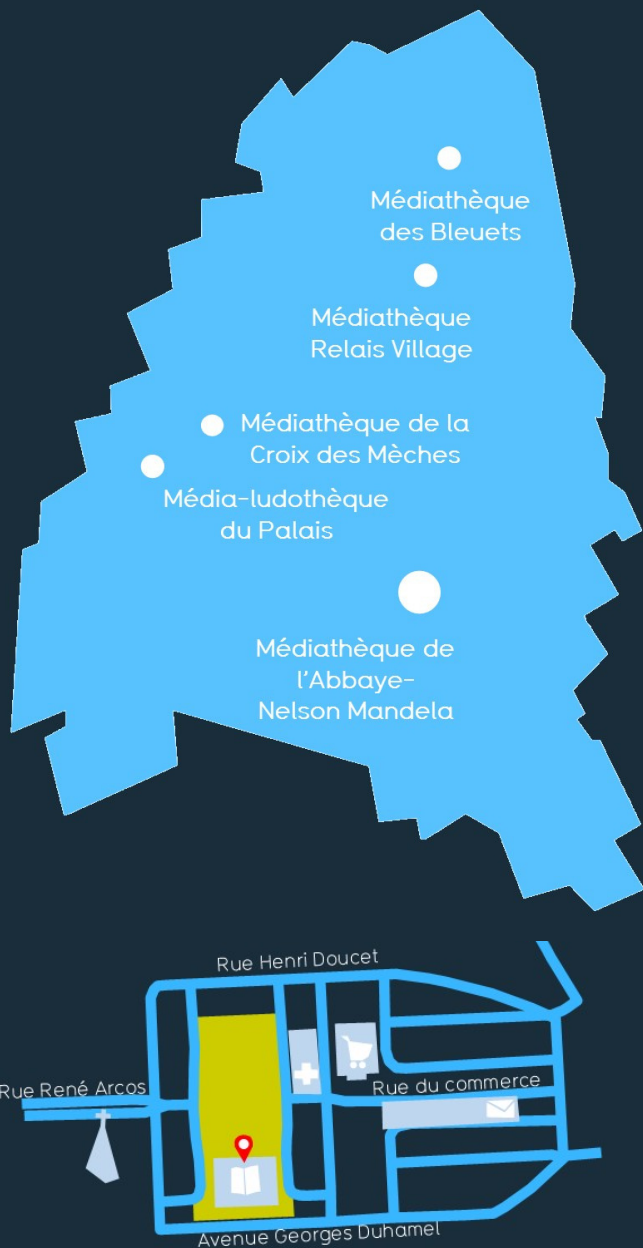 Médiathèque
des Bleuets
Médiathèque
Relais Village
Médiathèque de la
Croix des Mèches
Média-ludothèque
du Palais
Médiathèque de
l'Abbaye-
Nelson Mandela
Rue Henri Doucet
Rue René Arcos
Rue du commerce
Avenue Georges Duhamel